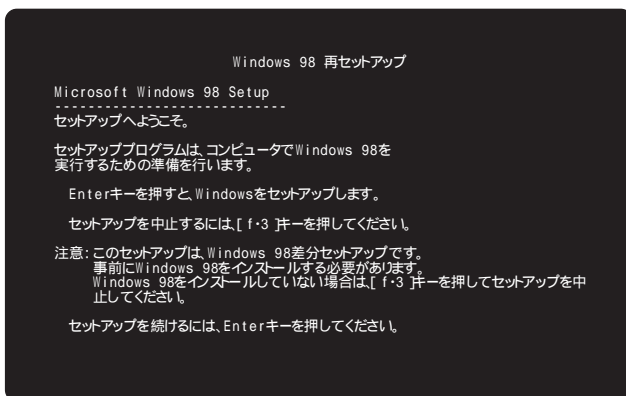 Windows 98 再セットアップ
Microsoft Windows 98 Setup
----------------------------
セットアップへようこそ。
セットアッププログラムは、コンピュータでWindows 98を
実行するための準備を行います。
Enterキーを押すと、Windowsをセットアップします。
セットアップを中止するには、[ f・3 ]キーを押してください。
注意:このセットアップは、Windows 98差分セットアップです。
事前にWindows 98をインストールする必要があります。
Windows 98をインストールしていない場合は、[ f・3 ]キーを押してセットアップを中
止してください。
セットアップを続けるには、Enterキーを押してください。